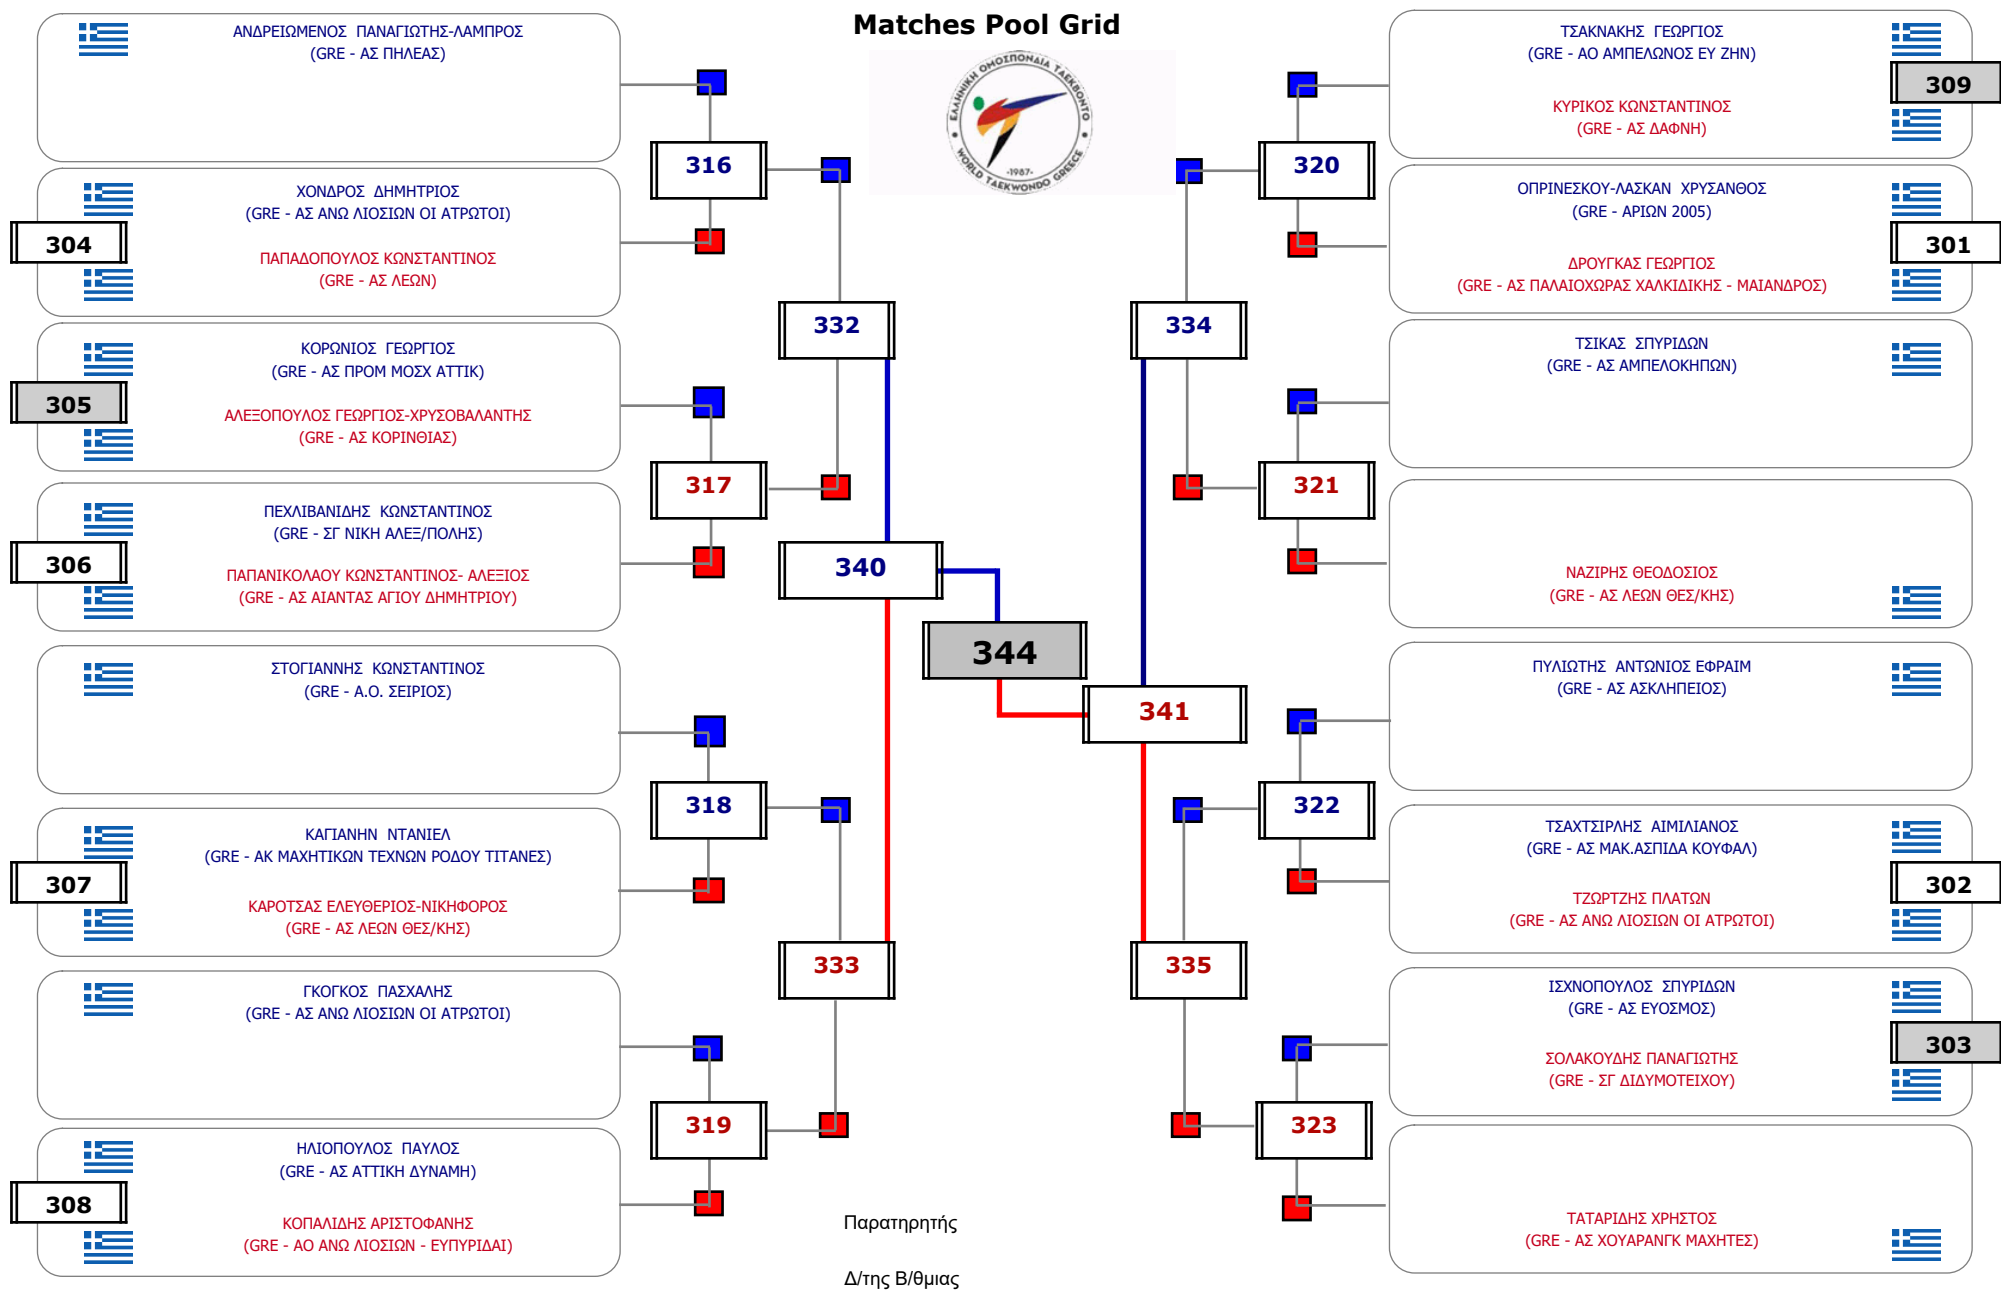 Matches Pool Grid
ΕΛΛΗΝΙΚΗ ΟΜΟΣΠΟΝΔΙΑ ΤΑΕΚΒΟΝΤΟ
-1987-
WORLD TAEKWONDO GREECE
ΑΝΔΡΕΙΩΜΕΝΟΣ ΠΑΝΑΓΙΩΤΗΣ-ΛΑΜΠΡΟΣ
(GRE - ΑΣ ΠΗΛΕΑΣ)
304
ΧΟΝΔΡΟΣ ΔΗΜΗΤΡΙΟΣ
(GRE - ΑΣ ΑΝΩ ΛΙΟΣΙΩΝ ΟΙ ΑΤΡΩΤΟΙ)
ΠΑΠΑΔΟΠΟΥΛΟΣ ΚΩΝΣΤΑΝΤΙΝΟΣ
(GRE - ΑΣ ΛΕΩΝ)
305
ΚΟΡΩΝΙΟΣ ΓΕΩΡΓΙΟΣ
(GRE - ΑΣ ΠΡΟΜ ΜΟΣΧ ΑΤΤΙΚ)
ΑΛΕΞΟΠΟΥΛΟΣ ΓΕΩΡΓΙΟΣ-ΧΡΥΣΟΒΑΛΑΝΤΗΣ
(GRE - ΑΣ ΚΟΡΙΝΘΙΑΣ)
306
ΠΕΧΛΙΒΑΝΙΔΗΣ ΚΩΝΣΤΑΝΤΙΝΟΣ
(GRE - ΣΓ ΝΙΚΗ ΑΛΕΞ/ΠΟΛΗΣ)
ΠΑΠΑΝΙΚΟΛΑΟΥ ΚΩΝΣΤΑΝΤΙΝΟΣ- ΑΛΕΞΙΟΣ
(GRE - ΑΣ ΑΙΑΝΤΑΣ ΑΓΙΟΥ ΔΗΜΗΤΡΙΟΥ)
ΣΤΟΓΙΑΝΝΗΣ ΚΩΝΣΤΑΝΤΙΝΟΣ
(GRE - Α.Ο. ΣΕΙΡΙΟΣ)
307
ΚΑΓΙΑΝΗΝ ΝΤΑΝΙΕΛ
(GRE - ΑΚ ΜΑΧΗΤΙΚΩΝ ΤΕΧΝΩΝ ΡΟΔΟΥ ΤΙΤΑΝΕΣ)
ΚΑΡΟΤΣΑΣ ΕΛΕΥΘΕΡΙΟΣ-ΝΙΚΗΦΟΡΟΣ
(GRE - ΑΣ ΛΕΩΝ ΘΕΣ/ΚΗΣ)
ΓΚΟΓΚΟΣ ΠΑΣΧΑΛΗΣ
(GRE - ΑΣ ΑΝΩ ΛΙΟΣΙΩΝ ΟΙ ΑΤΡΩΤΟΙ)
308
ΗΛΙΟΠΟΥΛΟΣ ΠΑΥΛΟΣ
(GRE - ΑΣ ΑΤΤΙΚΗ ΔΥΝΑΜΗ)
ΚΟΠΑΛΙΔΗΣ ΑΡΙΣΤΟΦΑΝΗΣ
(GRE - ΑΟ ΑΝΩ ΛΙΟΣΙΩΝ - ΕΥΠΥΡΙΔΑΙ)
316
317
318
319
332
333
340
344
341
334
335
320
321
322
323
ΤΣΑΚΝΑΚΗΣ ΓΕΩΡΓΙΟΣ
(GRE - ΑΟ ΑΜΠΕΛΩΝΟΣ ΕΥ ΖΗΝ)
309
ΚΥΡΙΚΟΣ ΚΩΝΣΤΑΝΤΙΝΟΣ
(GRE - ΑΣ ΔΑΦΝΗ)
ΟΠΡΙΝΕΣΚΟΥ-ΛΑΣΚΑΝ ΧΡΥΣΑΝΘΟΣ
(GRE - ΑΡΙΩΝ 2005)
301
ΔΡΟΥΓΚΑΣ ΓΕΩΡΓΙΟΣ
(GRE - ΑΣ ΠΑΛΑΙΟΧΩΡΑΣ ΧΑΛΚΙΔΙΚΗΣ - ΜΑΙΑΝΔΡΟΣ)
ΤΣΙΚΑΣ ΣΠΥΡΙΔΩΝ
(GRE - ΑΣ ΑΜΠΕΛΟΚΗΠΩΝ)
ΝΑΖΙΡΗΣ ΘΕΟΔΟΣΙΟΣ
(GRE - ΑΣ ΛΕΩΝ ΘΕΣ/ΚΗΣ)
ΠΥΛΙΩΤΗΣ ΑΝΤΩΝΙΟΣ ΕΦΡΑΙΜ
(GRE - ΑΣ ΑΣΚΛΗΠΕΙΟΣ)
ΤΣΑΧΤΣΙΡΛΗΣ ΑΙΜΙΛΙΑΝΟΣ
(GRE - ΑΣ ΜΑΚ.ΑΣΠΙΔΑ ΚΟΥΦΑΛ)
302
ΤΖΩΡΤΖΗΣ ΠΛΑΤΩΝ
(GRE - ΑΣ ΑΝΩ ΛΙΟΣΙΩΝ ΟΙ ΑΤΡΩΤΟΙ)
ΙΣΧΝΟΠΟΥΛΟΣ ΣΠΥΡΙΔΩΝ
(GRE - ΑΣ ΕΥΟΣΜΟΣ)
303
ΣΟΛΑΚΟΥΔΗΣ ΠΑΝΑΓΙΩΤΗΣ
(GRE - ΣΓ ΔΙΔΥΜΟΤΕΙΧΟΥ)
ΤΑΤΑΡΙΔΗΣ ΧΡΗΣΤΟΣ
(GRE - ΑΣ ΧΟΥΑΡΑΝΓΚ ΜΑΧΗΤΕΣ)
Παρατηρητής
Δ/της Β/θμιας